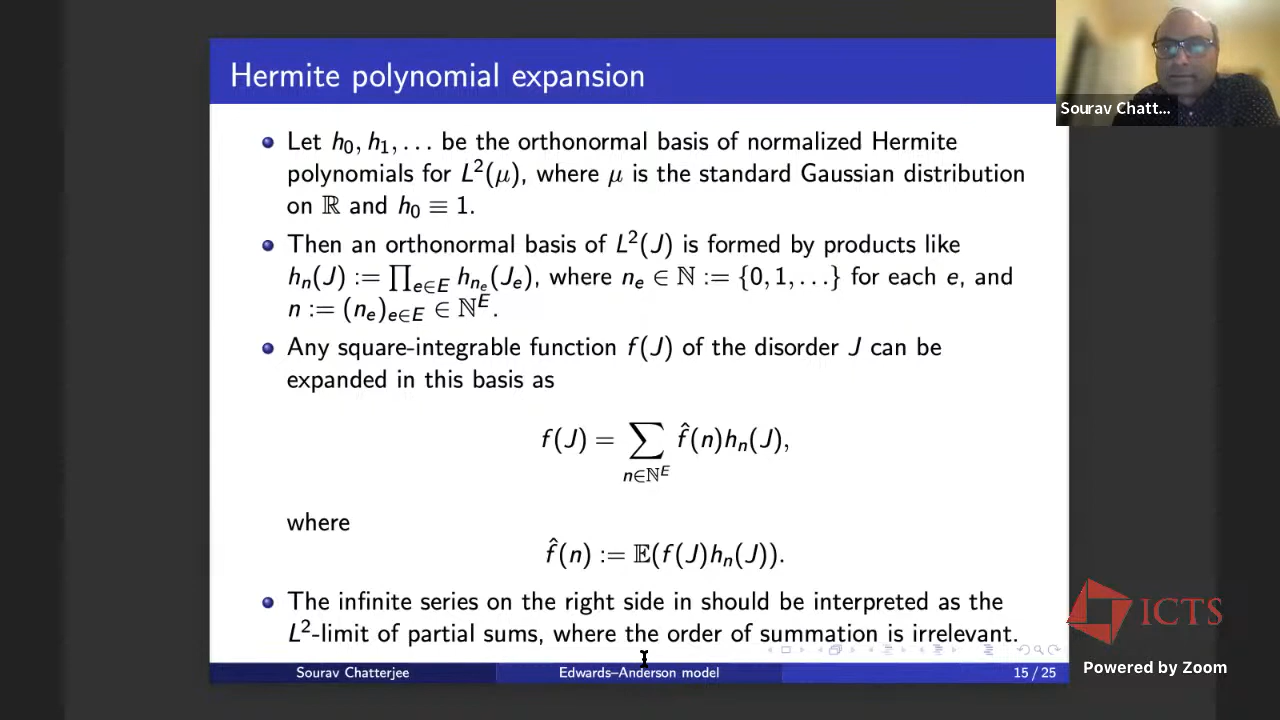 Hermite polynomial expansion
Sourav Chatt...
Let h₀, h₁, . . . be the orthonormal basis of normalized Hermite
polynomials for L²(μ), where μ is the standard Gaussian distribution
on ℝ and h₀ ≡ 1.
Then an orthonormal basis of L²(J) is formed by products like
hₙ(J) := ∏_{e∈E} h_{nₑ}(Jₑ), where nₑ ∈ ℕ := {0, 1, . . .} for each e, and
n := (nₑ)_{e∈E} ∈ ℕᴱ.
Any square-integrable function f(J) of the disorder J can be
expanded in this basis as
f(J) = ∑_{n∈ℕᴱ} f̂(n)hₙ(J),
where
f̂(n) := 𝔼(f(J)hₙ(J)).
The infinite series on the right side in should be interpreted as the
L²-limit of partial sums, where the order of summation is irrelevant.
ICTS
Powered by Zoom
Sourav Chatterjee
Edwards–Anderson model
15 / 25